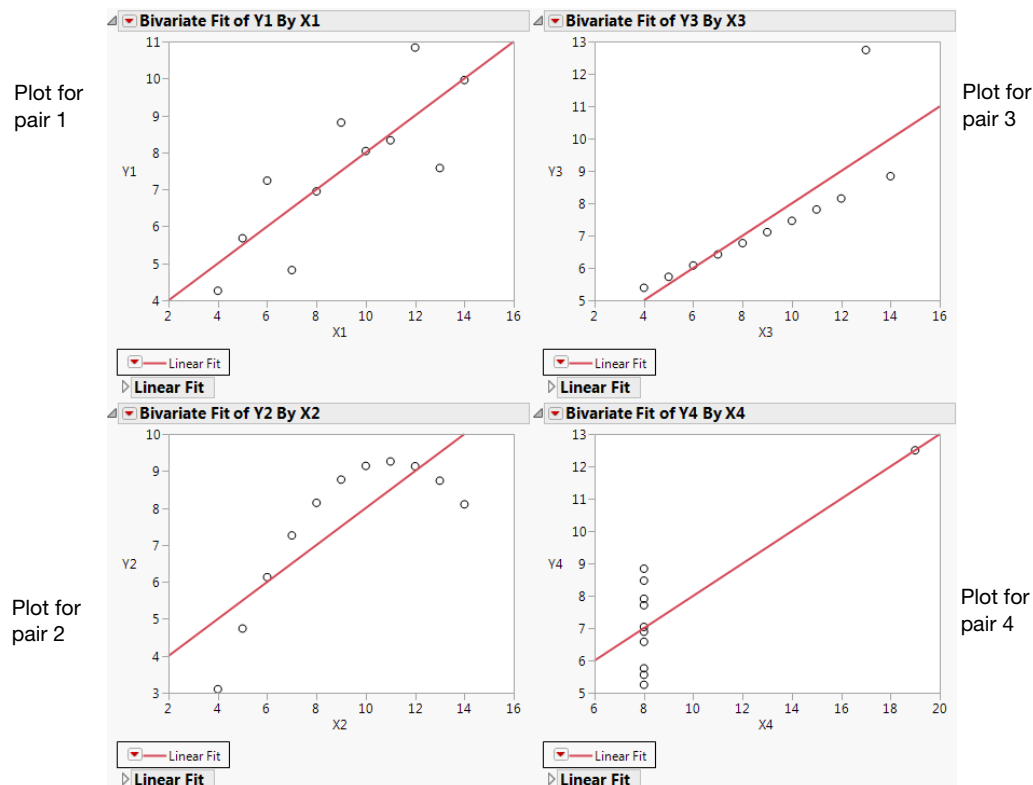 Bivariate Fit of Y1 By X1
Plot for
pair 1
11
10
9
8
7
6
5
4
Y1
2 4 6 8 10 12 14 16
X1
Linear Fit
Linear Fit
Bivariate Fit of Y3 By X3
Plot for
pair 3
13
12
11
10
9
8
7
6
5
Y3
2 4 6 8 10 12 14 16
X3
Linear Fit
Linear Fit
Bivariate Fit of Y2 By X2
Plot for
pair 2
10
9
8
7
6
5
4
3
Y2
2 4 6 8 10 12 14 16
X2
Linear Fit
Linear Fit
Bivariate Fit of Y4 By X4
Plot for
pair 4
13
12
11
10
9
8
7
6
5
Y4
6 8 10 12 14 16 18 20
X4
Linear Fit
Linear Fit